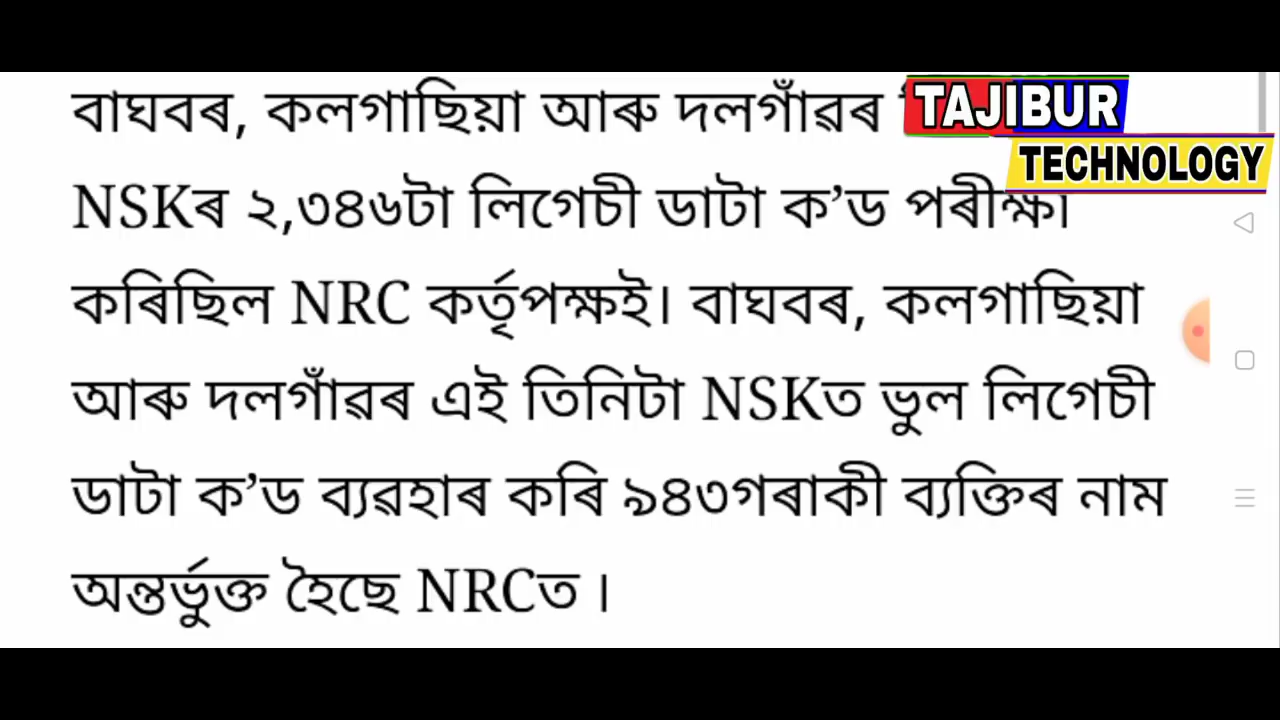 বাঘবৰ, কলগাছিয়া আৰু দলগাঁৱৰ
TAJIBUR
TECHNOLOGY
NSKৰ ২,৩৪৬টা লিগেচী ডাটা ক’ড পৰীক্ষা
কৰিছিল NRC কৰ্তৃপক্ষই। বাঘবৰ, কলগাছিয়া
আৰু দলগাঁৱৰ এই তিনিটা NSKত ভুল লিগেচী
ডাটা ক’ড ব্যৱহাৰ কৰি ৯৪৩গৰাকী ব্যক্তিৰ নাম
অন্তৰ্ভুক্ত হৈছে NRCত ।